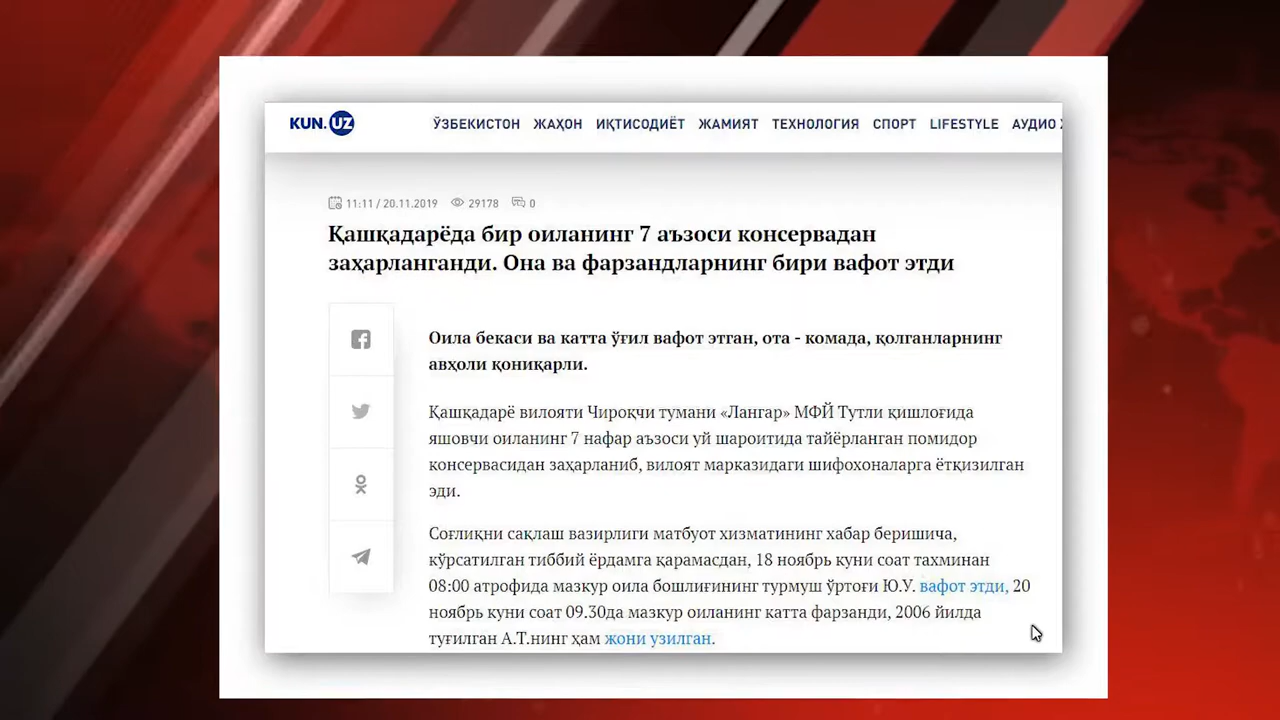 KUN.UZ ЎЗБЕКИСТОН ЖАҲОН ИҚТИСОДИЁТ ЖАМИЯТ ТЕХНОЛОГИЯ СПОРТ LIFESTYLE АУДИО
11:11 / 20.11.2019 29178 0
Қашқадарёда бир оиланинг 7 аъзоси консервадан
заҳарланганди. Она ва фарзандларнинг бири вафот этди
Оила бекаси ва катта ўғил вафот этган, ота - комада, қолганларнинг
авҳоли қониқарли.
Қашқадарё вилояти Чироқчи тумани «Лангар» МФЙ Тутли қишлоғида
яшовчи оиланинг 7 нафар аъзоси уй шароитида тайёрланган помидор
консервасидан заҳарланиб, вилоят марказидаги шифохоналарга ётқизилган
эди.
Соғлиқни сақлаш вазирлиги матбуот хизматининг хабар беришича,
кўрсатилган тиббий ёрдамга қарамасдан, 18 ноябрь куни соат тахминан
08:00 атрофида мазкур оила бошлиғининг турмуш ўртоғи Ю.У. вафот этди, 20
ноябрь куни соат 09.30да мазкур оиланинг катта фарзанди, 2006 йилда
туғилган А.Т.нинг ҳам жони узилган.